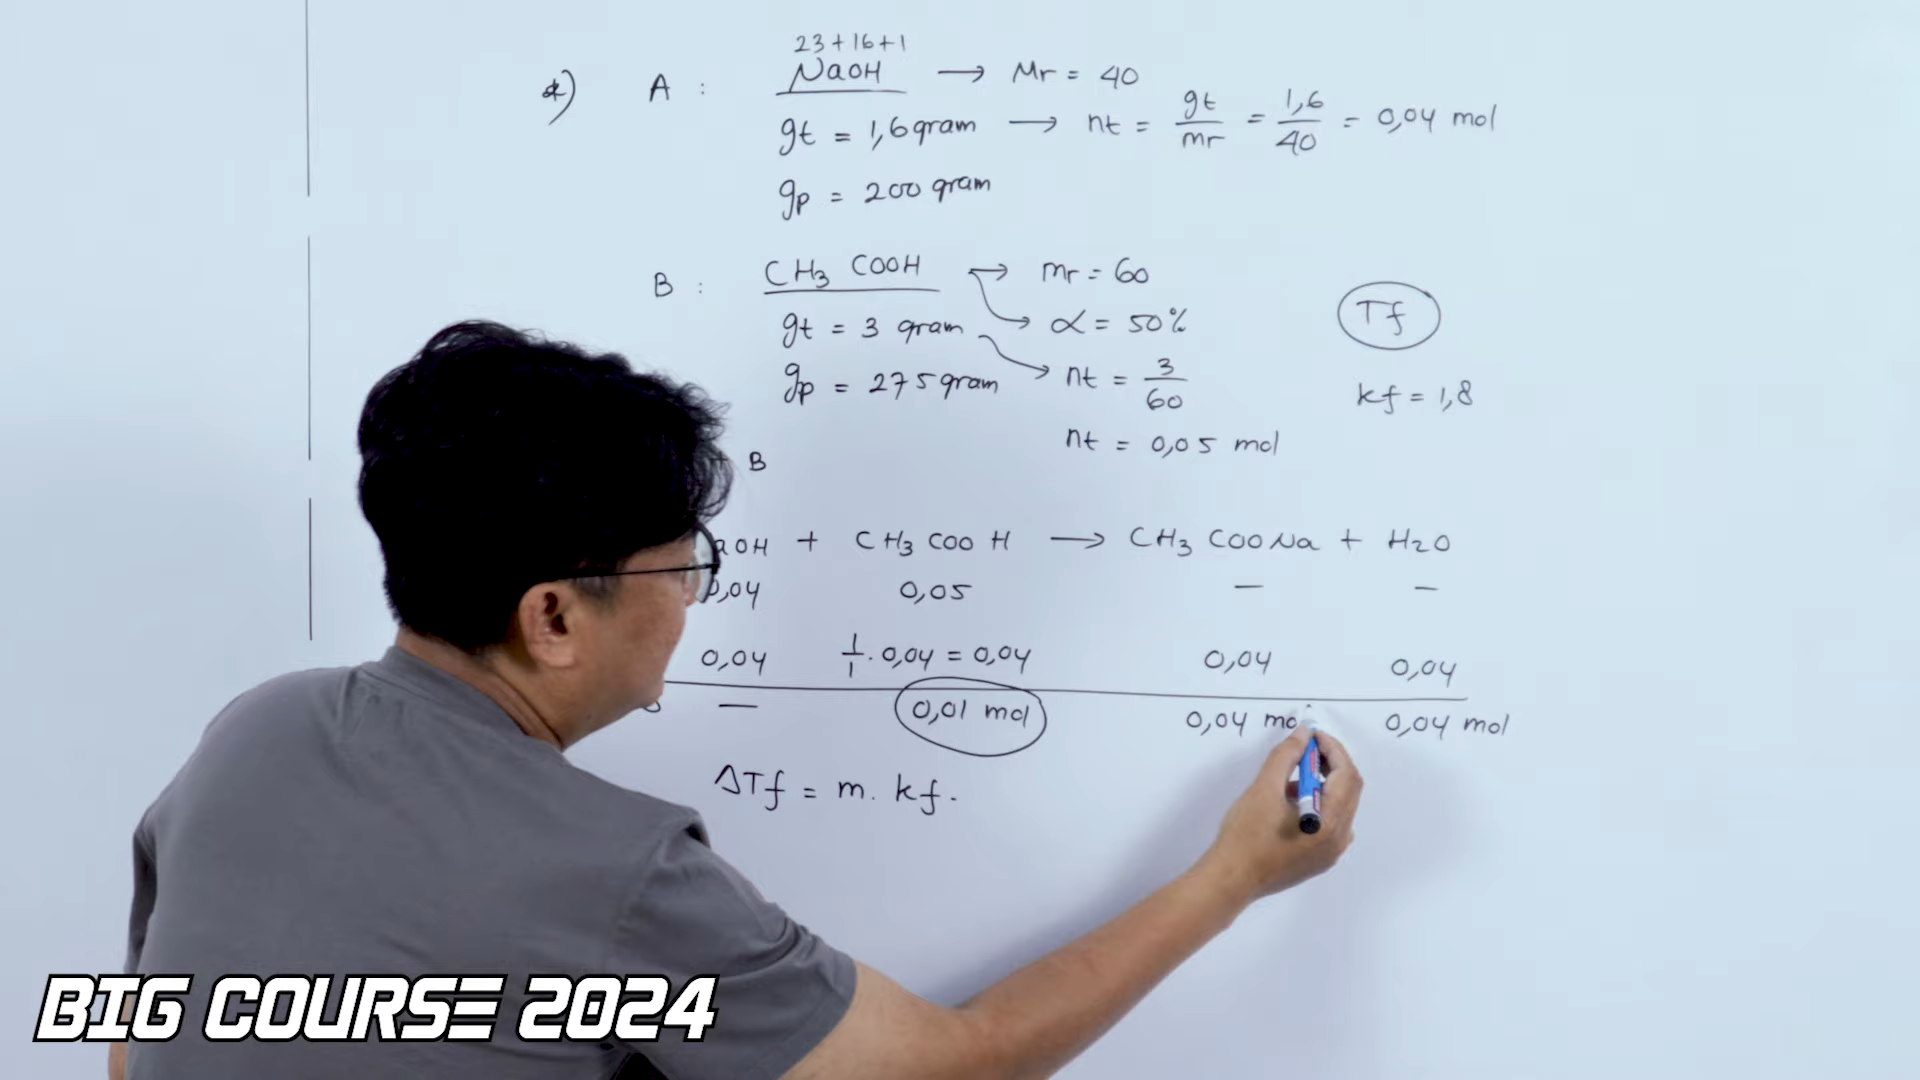 23+16+1
*) A : NaOH → Mr = 40
gt = 1,6 gram → nt = gt/mr = 1,6/40 = 0,04 mol
gp = 200 gram
B : CH3 COOH → mr = 60
gt = 3 gram → α = 50%
gp = 275 gram → nt = 3/60
nt = 0,05 mol
Tf
kf = 1,8
B
aOH + CH3 COO H → CH3 COO Na + H2O
0,04 0,05 — —
0,04 1/1 . 0,04 = 0,04 0,04 0,04
— 0,01 mol 0,04 mo 0,04 mol
ΔTf = m. kf.
BIG COURSE 2024